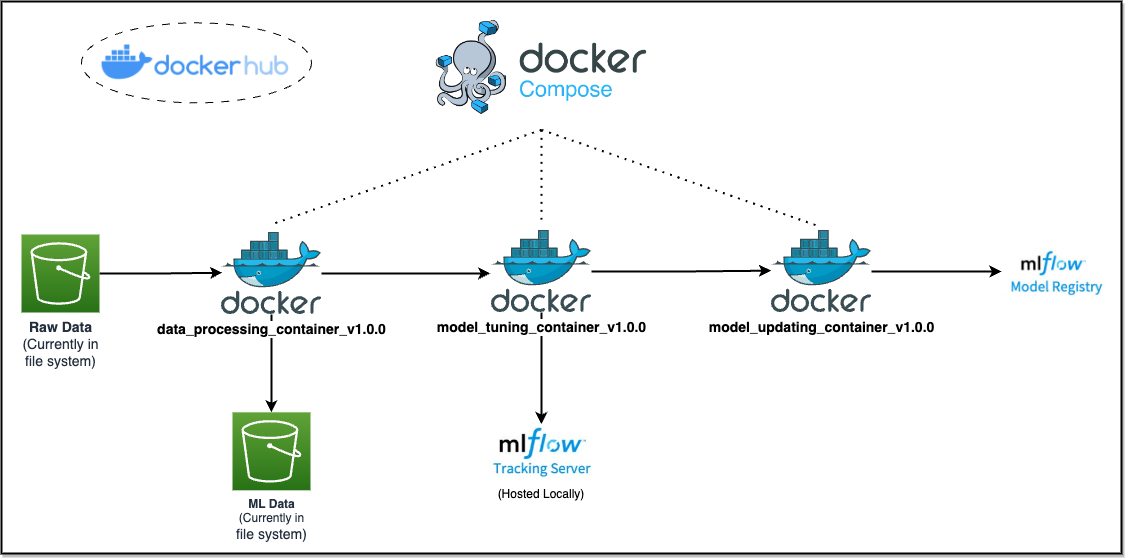 docker hub
docker
Compose
docker
docker
docker
data_processing_container_v1.0.0
model_tuning_container_v1.0.0
model_updating_container_v1.0.0
mlflow
Model Registry
Raw Data
(Currently in
file system)
ML Data
(Currently in
file system)
mlflow
Tracking Server
(Hosted Locally)